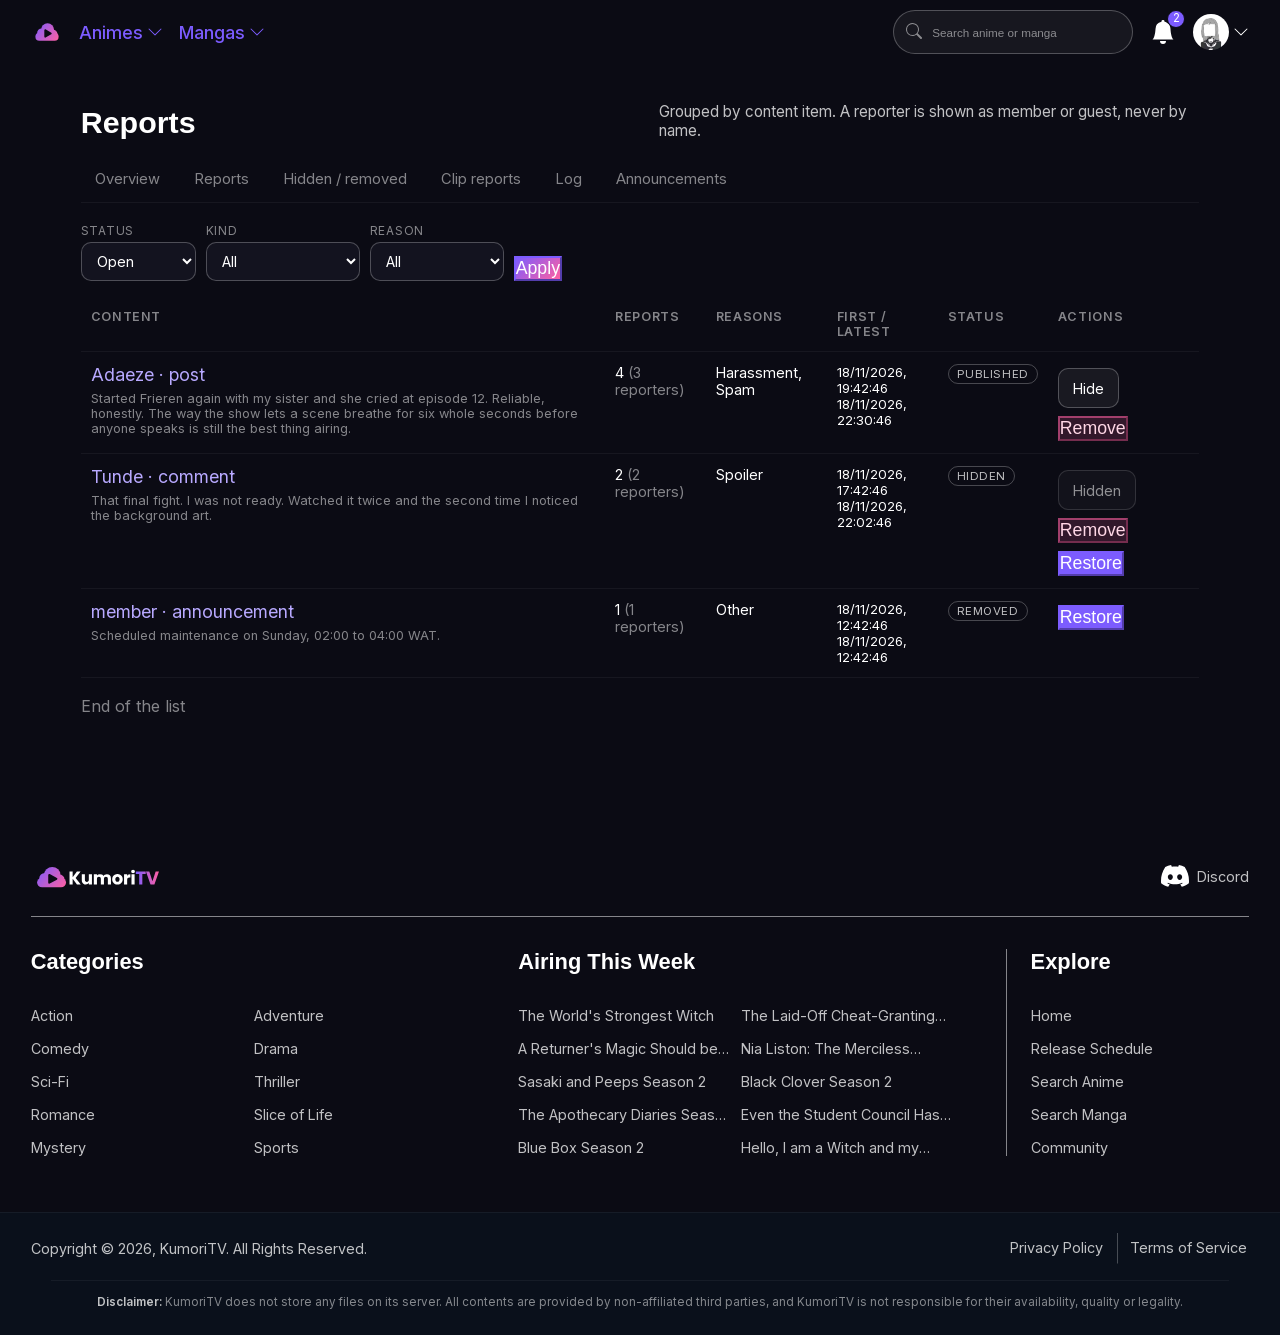 Animes
Mangas
Search anime or manga
2
Reports
Grouped by content item. A reporter is shown as member or guest, never by
name.
Overview
Reports
Hidden / removed
Clip reports
Log
Announcements
STATUS
KIND
REASON
Open
All
All
Apply
CONTENT
REPORTS
REASONS
FIRST /
LATEST
STATUS
ACTIONS
Adaeze · post
Started Frieren again with my sister and she cried at episode 12. Reliable,
honestly. The way the show lets a scene breathe for six whole seconds before
anyone speaks is still the best thing airing.
4 (3
reporters)
Harassment,
Spam
18/11/2026,
19:42:46
18/11/2026,
22:30:46
PUBLISHED
Hide
Remove
Tunde · comment
That final fight. I was not ready. Watched it twice and the second time I noticed
the background art.
2 (2
reporters)
Spoiler
18/11/2026,
17:42:46
18/11/2026,
22:02:46
HIDDEN
Hidden
Remove
Restore
member · announcement
Scheduled maintenance on Sunday, 02:00 to 04:00 WAT.
1 (1
reporters)
Other
18/11/2026,
12:42:46
18/11/2026,
12:42:46
REMOVED
Restore
End of the list
KumoriTV
Discord
Categories
Action
Adventure
Comedy
Drama
Sci-Fi
Thriller
Romance
Slice of Life
Mystery
Sports
Airing This Week
The World's Strongest Witch
The Laid-Off Cheat-Granting...
A Returner's Magic Should be...
Nia Liston: The Merciless...
Sasaki and Peeps Season 2
Black Clover Season 2
The Apothecary Diaries Seas...
Even the Student Council Has...
Blue Box Season 2
Hello, I am a Witch and my...
Explore
Home
Release Schedule
Search Anime
Search Manga
Community
Copyright © 2026, KumoriTV. All Rights Reserved.
Privacy Policy
Terms of Service
Disclaimer: KumoriTV does not store any files on its server. All contents are provided by non-affiliated third parties, and KumoriTV is not responsible for their availability, quality or legality.